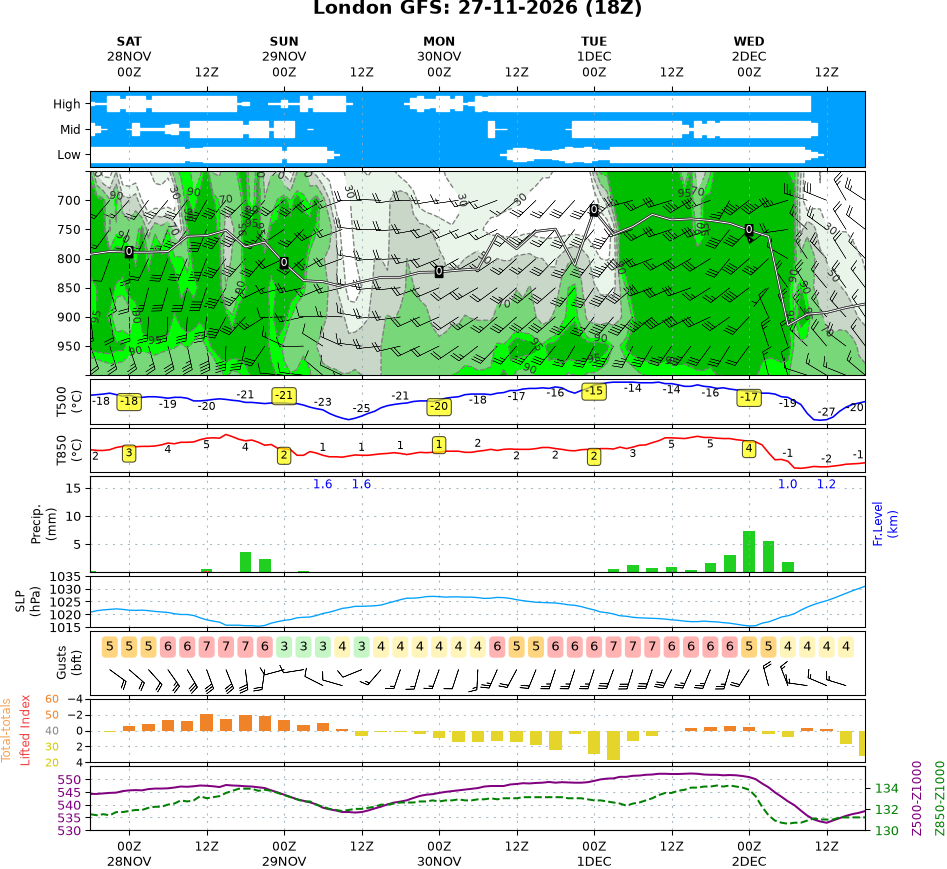 London GFS: 27-11-2026 (18Z)
SAT SUN MON TUE WED
28NOV 29NOV 30NOV 1DEC 2DEC
00Z 12Z 00Z 12Z 00Z 12Z 00Z 12Z 00Z 12Z
High
Mid
Low
700
750
800
850
900
950
0 0 0 0 0
T500
(°C)
-18 -18 -19 -20 -21 -21 -23 -25 -21 -20 -18 -17 -16 -15 -14 -14 -16 -17 -19 -27 -20
T850
(°C)
2 3 4 5 4 2 1 1 1 1 2 2 2 2 3 5 5 4 -1 -2 -1
Precip.
(mm)
15
10
5
1.6 1.6 1.0 1.2
Fr.Level
(km)
SLP
(hPa)
1035
1030
1025
1020
1015
Gusts
(bft)
5 5 5 6 6 7 7 7 6 3 3 3 4 3 4 4 4 4 4 4 6 5 5 6 6 6 7 7 7 6 6 6 6 5 5 4 4 4 4
Total-totals
Lifted Index
60 −4
50 −2
40 0
30 2
20 4
550
545
540
535
530
134
132
130
Z500-Z1000
Z850-Z1000
00Z 12Z 00Z 12Z 00Z 12Z 00Z 12Z 00Z 12Z
28NOV 29NOV 30NOV 1DEC 2DEC